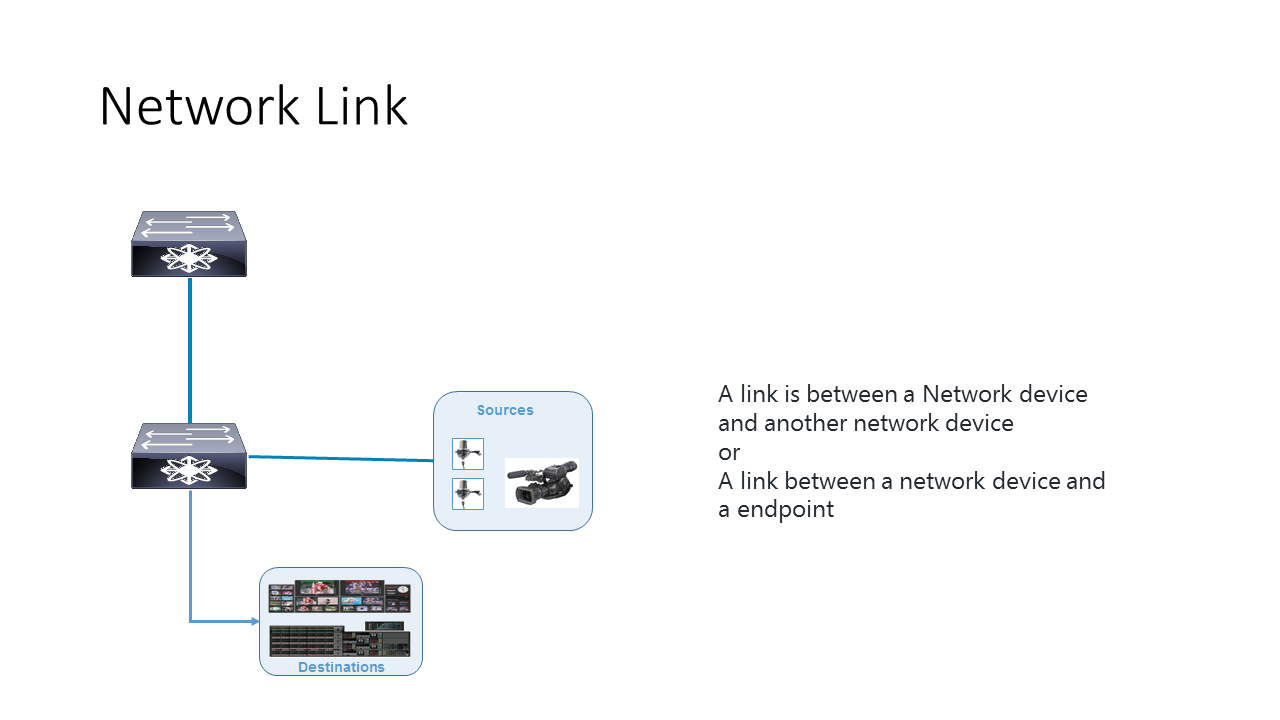 Network Link
Sources
A link is between a Network device
and another network device
or
A link between a network device and
a endpoint
Destinations